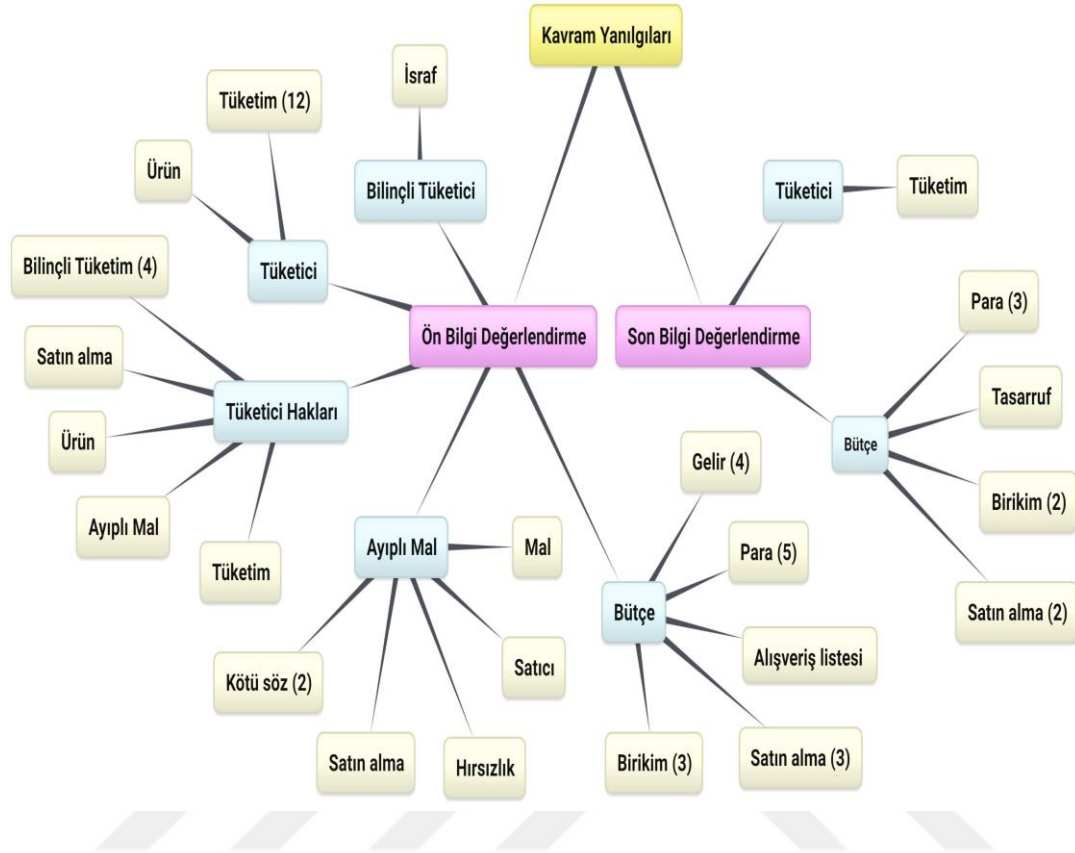 Kavram Yanılgıları
İsraf
Tüketim (12)
Ürün
Bilinçli Tüketici
Tüketici
Tüketim
Bilinçli Tüketim (4)
Tüketici
Ön Bilgi Değerlendirme
Son Bilgi Değerlendirme
Para (3)
Satın alma
Tüketici Hakları
Tasarruf
Ürün
Bütçe
Gelir (4)
Birikim (2)
Ayıplı Mal
Tüketim
Ayıplı Mal
Mal
Para (5)
Bütçe
Satın alma (2)
Kötü söz (2)
Satıcı
Alışveriş listesi
Satın alma
Hırsızlık
Birikim (3)
Satın alma (3)